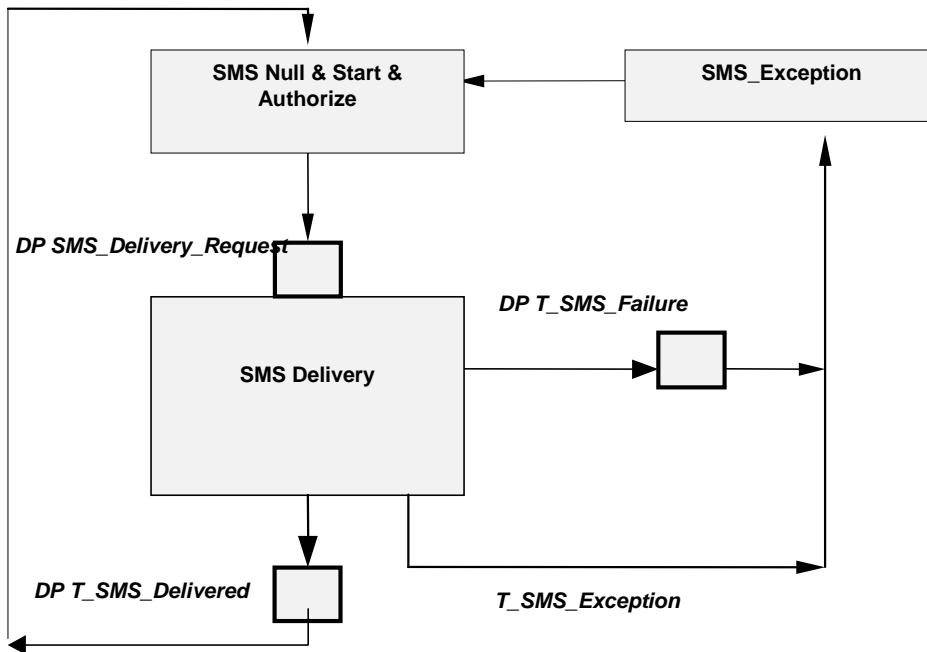 SMS Null & Start &
Authorize
SMS_Exception
DP SMS_Delivery_Request
DP T_SMS_Failure
SMS Delivery
DP T_SMS_Delivered
T_SMS_Exception